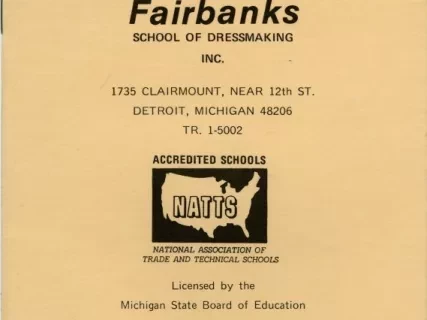 Fairbanks
SCHOOL OF DRESSMAKING
INC.
1735 CLAIRMOUNT, NEAR 12th ST.
DETROIT, MICHIGAN 48206
TR. 1-5002
ACCREDITED SCHOOLS
NATTS
NATIONAL ASSOCIATION OF
TRADE AND TECHNICAL SCHOOLS
Licensed by the
Michigan State Board of Education